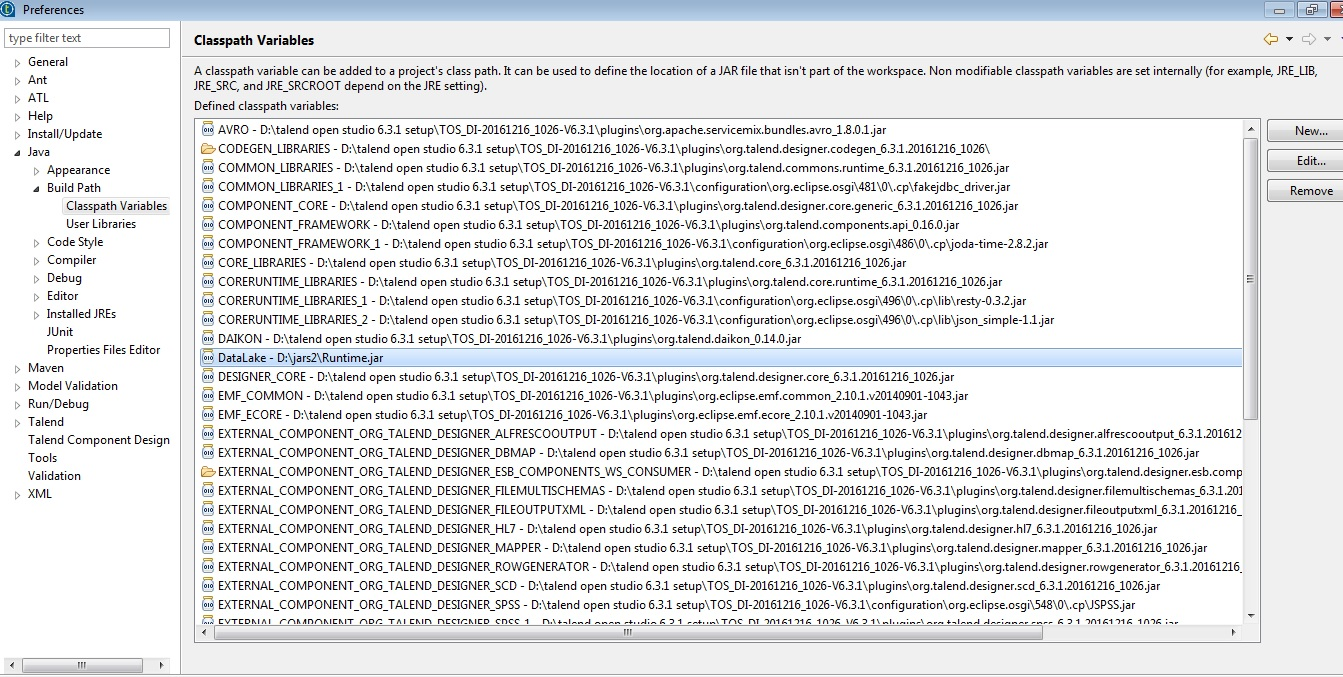 Preferences
type filter text
General
Ant
ATL
Help
Install/Update
Java
Appearance
Build Path
Classpath Variables
User Libraries
Code Style
Compiler
Debug
Editor
Installed JREs
JUnit
Properties Files Editor
Maven
Model Validation
Run/Debug
Talend
Talend Component Design
Tools
Validation
XML
Classpath Variables
A classpath variable can be added to a project's class path. It can be used to define the location of a JAR file that isn't part of the workspace. Non modifiable classpath variables are set internally (for example, JRE_LIB,
JRE_SRC, and JRE_SRCROOT depend on the JRE setting).
Defined classpath variables:
AVRO - D:\talend open studio 6.3.1 setup\TOS_DI-20161216_1026-V6.3.1\plugins\org.apache.servicemix.bundles.avro_1.8.0.1.jar
CODEGEN_LIBRARIES - D:\talend open studio 6.3.1 setup\TOS_DI-20161216_1026-V6.3.1\plugins\org.talend.designer.codegen_6.3.1.20161216_1026\
COMMON_LIBRARIES - D:\talend open studio 6.3.1 setup\TOS_DI-20161216_1026-V6.3.1\plugins\org.talend.commons.runtime_6.3.1.20161216_1026.jar
COMMON_LIBRARIES_1 - D:\talend open studio 6.3.1 setup\TOS_DI-20161216_1026-V6.3.1\configuration\org.eclipse.osgi\481\0\.cp\fakejdbc_driver.jar
COMPONENT_CORE - D:\talend open studio 6.3.1 setup\TOS_DI-20161216_1026-V6.3.1\plugins\org.talend.designer.core.generic_6.3.1.20161216_1026.jar
COMPONENT_FRAMEWORK - D:\talend open studio 6.3.1 setup\TOS_DI-20161216_1026-V6.3.1\plugins\org.talend.components.api_0.16.0.jar
COMPONENT_FRAMEWORK_1 - D:\talend open studio 6.3.1 setup\TOS_DI-20161216_1026-V6.3.1\configuration\org.eclipse.osgi\486\0\.cp\joda-time-2.8.2.jar
CORE_LIBRARIES - D:\talend open studio 6.3.1 setup\TOS_DI-20161216_1026-V6.3.1\plugins\org.talend.core_6.3.1.20161216_1026.jar
CORERUNTIME_LIBRARIES - D:\talend open studio 6.3.1 setup\TOS_DI-20161216_1026-V6.3.1\plugins\org.talend.core.runtime_6.3.1.20161216_1026.jar
CORERUNTIME_LIBRARIES_1 - D:\talend open studio 6.3.1 setup\TOS_DI-20161216_1026-V6.3.1\configuration\org.eclipse.osgi\496\0\.cp\lib\resty-0.3.2.jar
CORERUNTIME_LIBRARIES_2 - D:\talend open studio 6.3.1 setup\TOS_DI-20161216_1026-V6.3.1\configuration\org.eclipse.osgi\496\0\.cp\lib\json_simple-1.1.jar
DAIKON - D:\talend open studio 6.3.1 setup\TOS_DI-20161216_1026-V6.3.1\plugins\org.talend.daikon_0.14.0.jar
DataLake - D:\jars2\Runtime.jar
DESIGNER_CORE - D:\talend open studio 6.3.1 setup\TOS_DI-20161216_1026-V6.3.1\plugins\org.talend.designer.core_6.3.1.20161216_1026.jar
EMF_COMMON - D:\talend open studio 6.3.1 setup\TOS_DI-20161216_1026-V6.3.1\plugins\org.eclipse.emf.common_2.10.1.v20140901-1043.jar
EMF_ECORE - D:\talend open studio 6.3.1 setup\TOS_DI-20161216_1026-V6.3.1\plugins\org.eclipse.emf.ecore_2.10.1.v20140901-1043.jar
EXTERNAL_COMPONENT_ORG_TALEND_DESIGNER_ALFRESCOOUTPUT - D:\talend open studio 6.3.1 setup\TOS_DI-20161216_1026-V6.3.1\plugins\org.talend.designer.alfrescooutput_6.3.1.201612
EXTERNAL_COMPONENT_ORG_TALEND_DESIGNER_DBMAP - D:\talend open studio 6.3.1 setup\TOS_DI-20161216_1026-V6.3.1\plugins\org.talend.designer.dbmap_6.3.1.20161216_1026.jar
EXTERNAL_COMPONENT_ORG_TALEND_DESIGNER_ESB_COMPONENTS_WS_CONSUMER - D:\talend open studio 6.3.1 setup\TOS_DI-20161216_1026-V6.3.1\plugins\org.talend.designer.esb.comp
EXTERNAL_COMPONENT_ORG_TALEND_DESIGNER_FILEMULTISCHEMAS - D:\talend open studio 6.3.1 setup\TOS_DI-20161216_1026-V6.3.1\plugins\org.talend.designer.filemultischemas_6.3.1.201
EXTERNAL_COMPONENT_ORG_TALEND_DESIGNER_FILEOUTPUTXML - D:\talend open studio 6.3.1 setup\TOS_DI-20161216_1026-V6.3.1\plugins\org.talend.designer.fileoutputxml_6.3.1.20161216_
EXTERNAL_COMPONENT_ORG_TALEND_DESIGNER_HL7 - D:\talend open studio 6.3.1 setup\TOS_DI-20161216_1026-V6.3.1\plugins\org.talend.designer.hl7_6.3.1.20161216_1026.jar
EXTERNAL_COMPONENT_ORG_TALEND_DESIGNER_MAPPER - D:\talend open studio 6.3.1 setup\TOS_DI-20161216_1026-V6.3.1\plugins\org.talend.designer.mapper_6.3.1.20161216_1026.jar
EXTERNAL_COMPONENT_ORG_TALEND_DESIGNER_ROWGENERATOR - D:\talend open studio 6.3.1 setup\TOS_DI-20161216_1026-V6.3.1\plugins\org.talend.designer.rowgenerator_6.3.1.20161216_
EXTERNAL_COMPONENT_ORG_TALEND_DESIGNER_SCD - D:\talend open studio 6.3.1 setup\TOS_DI-20161216_1026-V6.3.1\plugins\org.talend.designer.scd_6.3.1.20161216_1026.jar
EXTERNAL_COMPONENT_ORG_TALEND_DESIGNER_SPSS - D:\talend open studio 6.3.1 setup\TOS_DI-20161216_1026-V6.3.1\configuration\org.eclipse.osgi\548\0\.cp\JSPSS.jar
EXTERNAL_COMPONENT_ORG_TALEND_DESIGNER_SPSS_1 - D:\talend open studio 6.3.1 setup\TOS_DI-20161216_1026-V6.3.1\plugins\org.talend.designer.spss_6.3.1.20161216_1026.jar
New...
Edit...
Remove